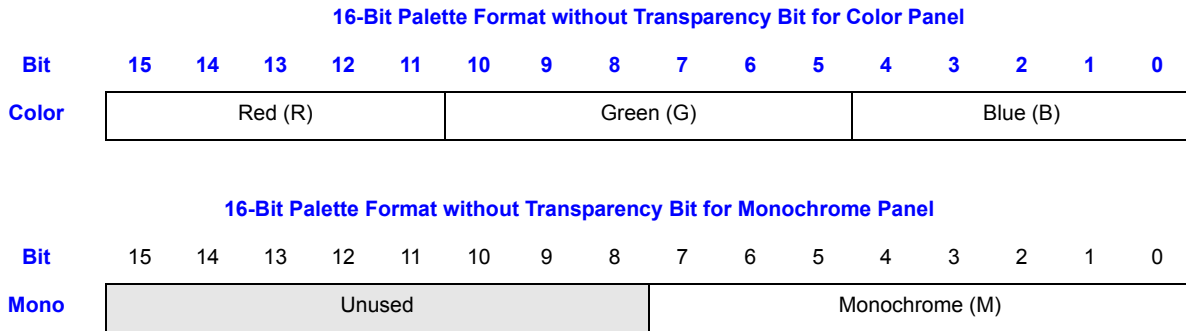 16-Bit Palette Format without Transparency Bit for Color Panel
Bit 15 14 13 12 11 10 9 8 7 6 5 4 3 2 1 0
Color Red (R) Green (G) Blue (B)
16-Bit Palette Format without Transparency Bit for Monochrome Panel
Bit 15 14 13 12 11 10 9 8 7 6 5 4 3 2 1 0
Mono Unused Monochrome (M)